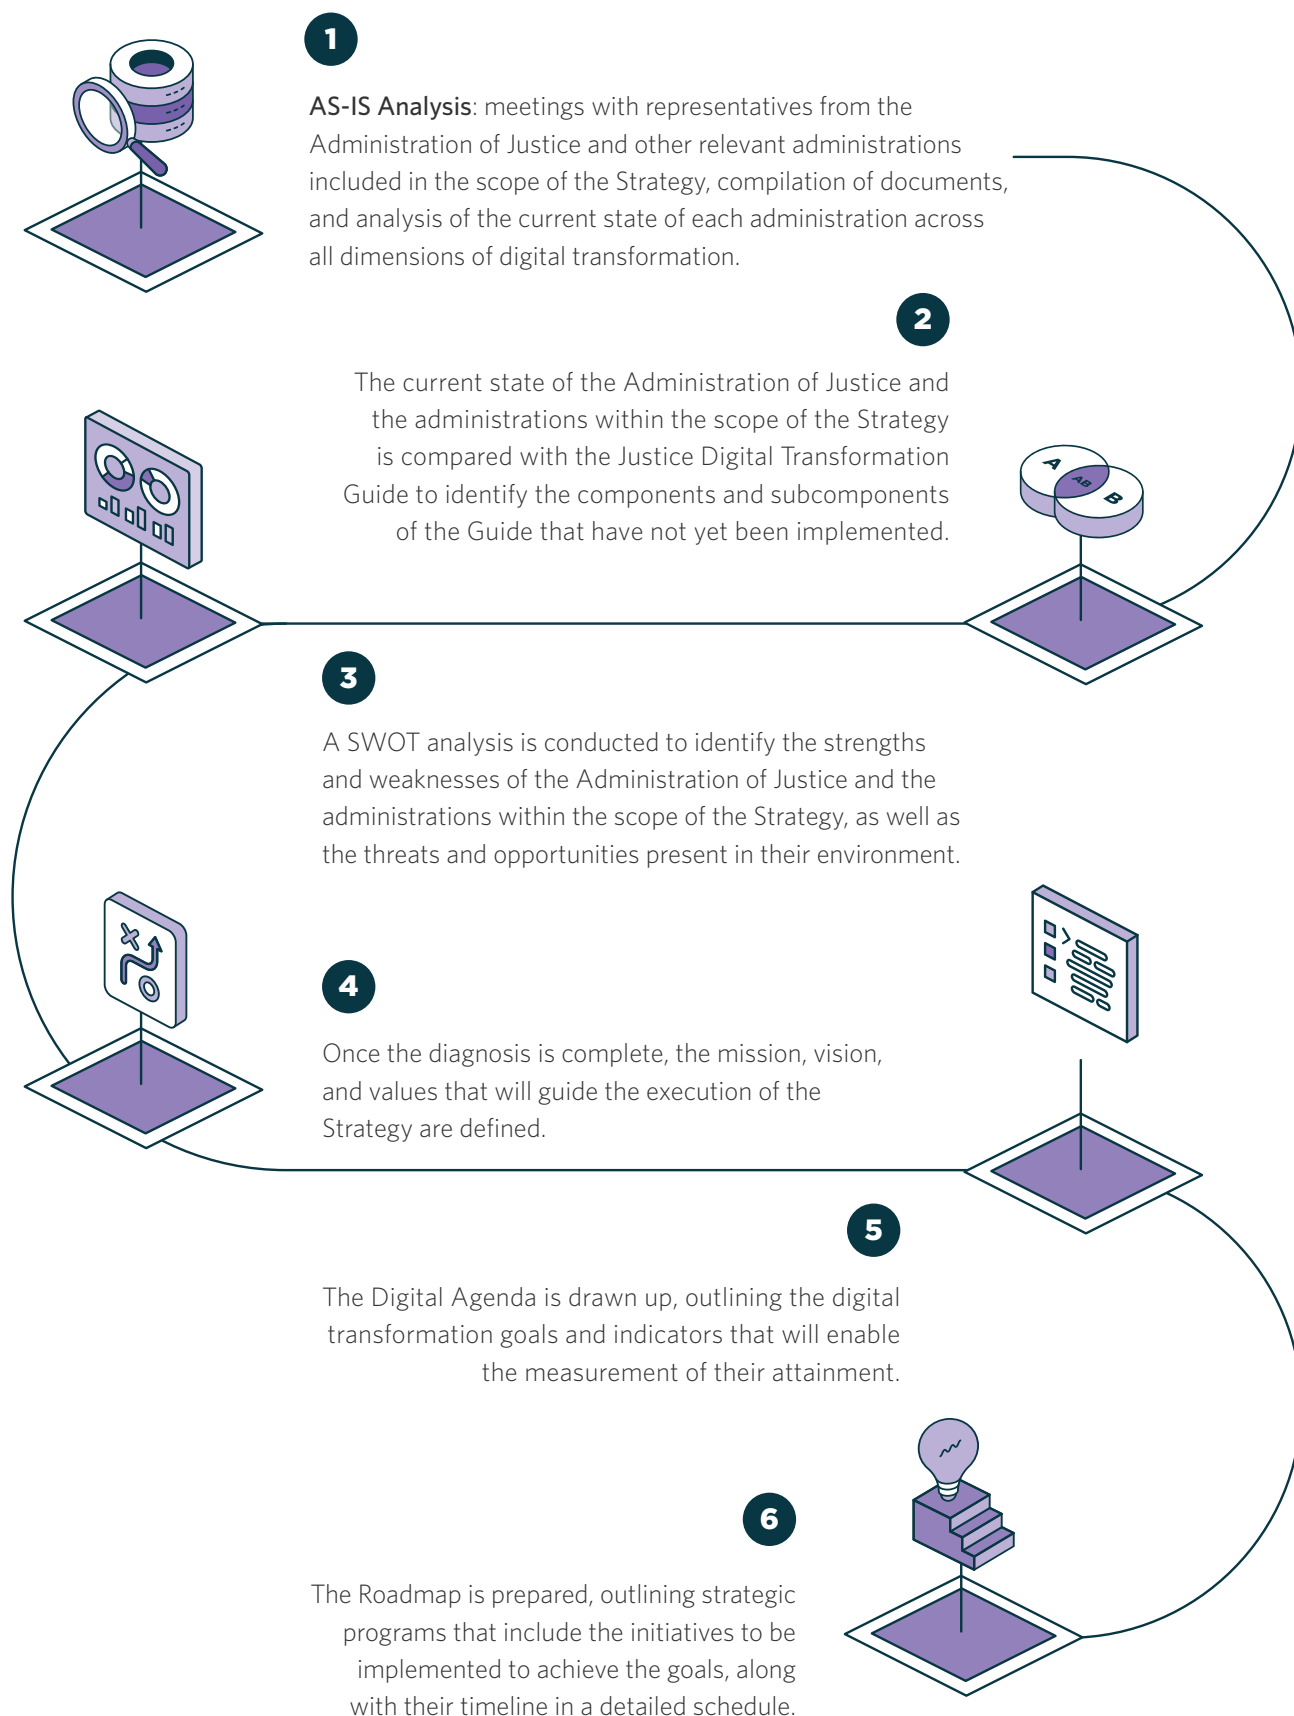 1
AS-IS Analysis: meetings with representatives from the
Administration of Justice and other relevant administrations
included in the scope of the Strategy, compilation of documents,
and analysis of the current state of each administration across
all dimensions of digital transformation.
2
The current state of the Administration of Justice and
the administrations within the scope of the Strategy
is compared with the Justice Digital Transformation
Guide to identify the components and subcomponents
of the Guide that have not yet been implemented.
A
AB
B
3
A SWOT analysis is conducted to identify the strengths
and weaknesses of the Administration of Justice and the
administrations within the scope of the Strategy, as well as
the threats and opportunities present in their environment.
4
Once the diagnosis is complete, the mission, vision,
and values that will guide the execution of the
Strategy are defined.
5
The Digital Agenda is drawn up, outlining the digital
transformation goals and indicators that will enable
the measurement of their attainment.
6
The Roadmap is prepared, outlining strategic
programs that include the initiatives to be
implemented to achieve the goals, along
with their timeline in a detailed schedule.